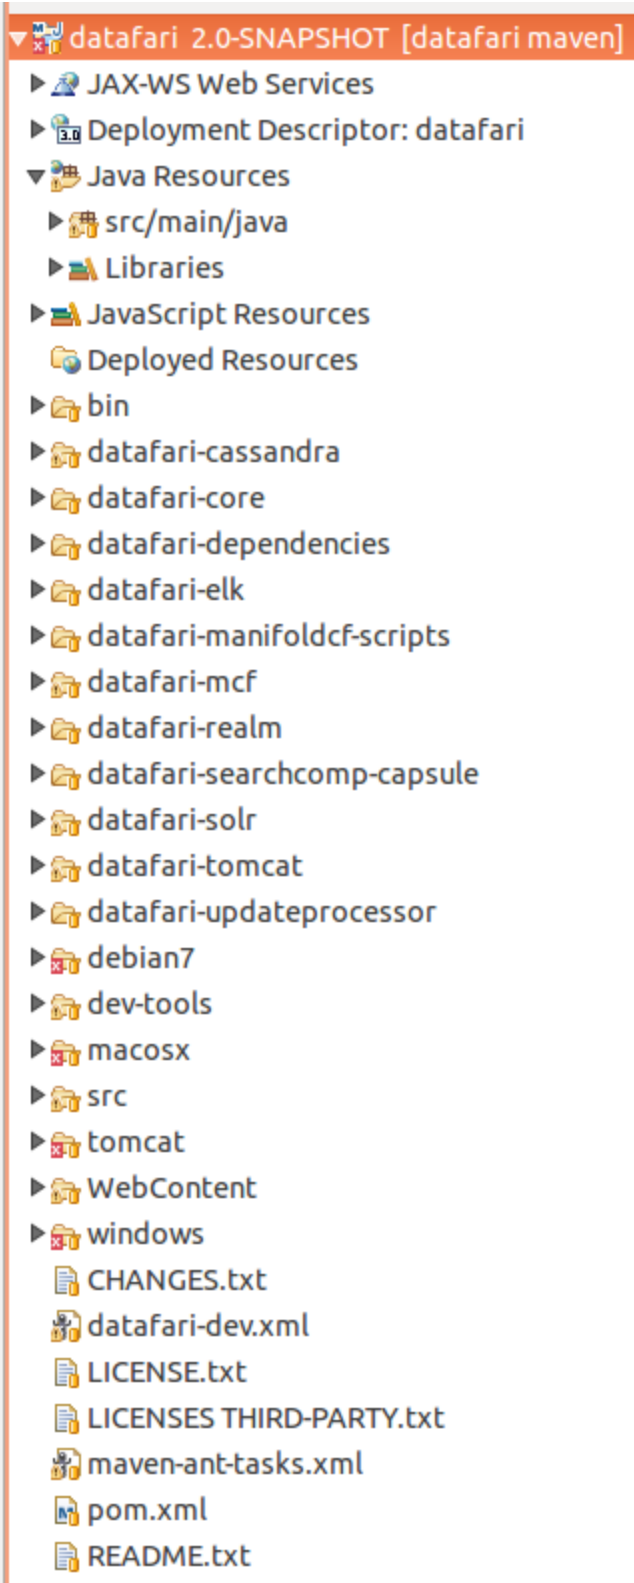 datafari 2.0-SNAPSHOT [datafari maven]
JAX-WS Web Services
3.0 Deployment Descriptor: datafari
Java Resources
src/main/java
Libraries
JavaScript Resources
Deployed Resources
bin
datafari-cassandra
datafari-core
datafari-dependencies
datafari-elk
datafari-manifoldcf-scripts
datafari-mcf
datafari-realm
datafari-searchcomp-capsule
datafari-solr
datafari-tomcat
datafari-updateprocessor
debian7
dev-tools
macosx
src
tomcat
WebContent
windows
CHANGES.txt
datafari-dev.xml
LICENSE.txt
LICENSES THIRD-PARTY.txt
maven-ant-tasks.xml
pom.xml
README.txt